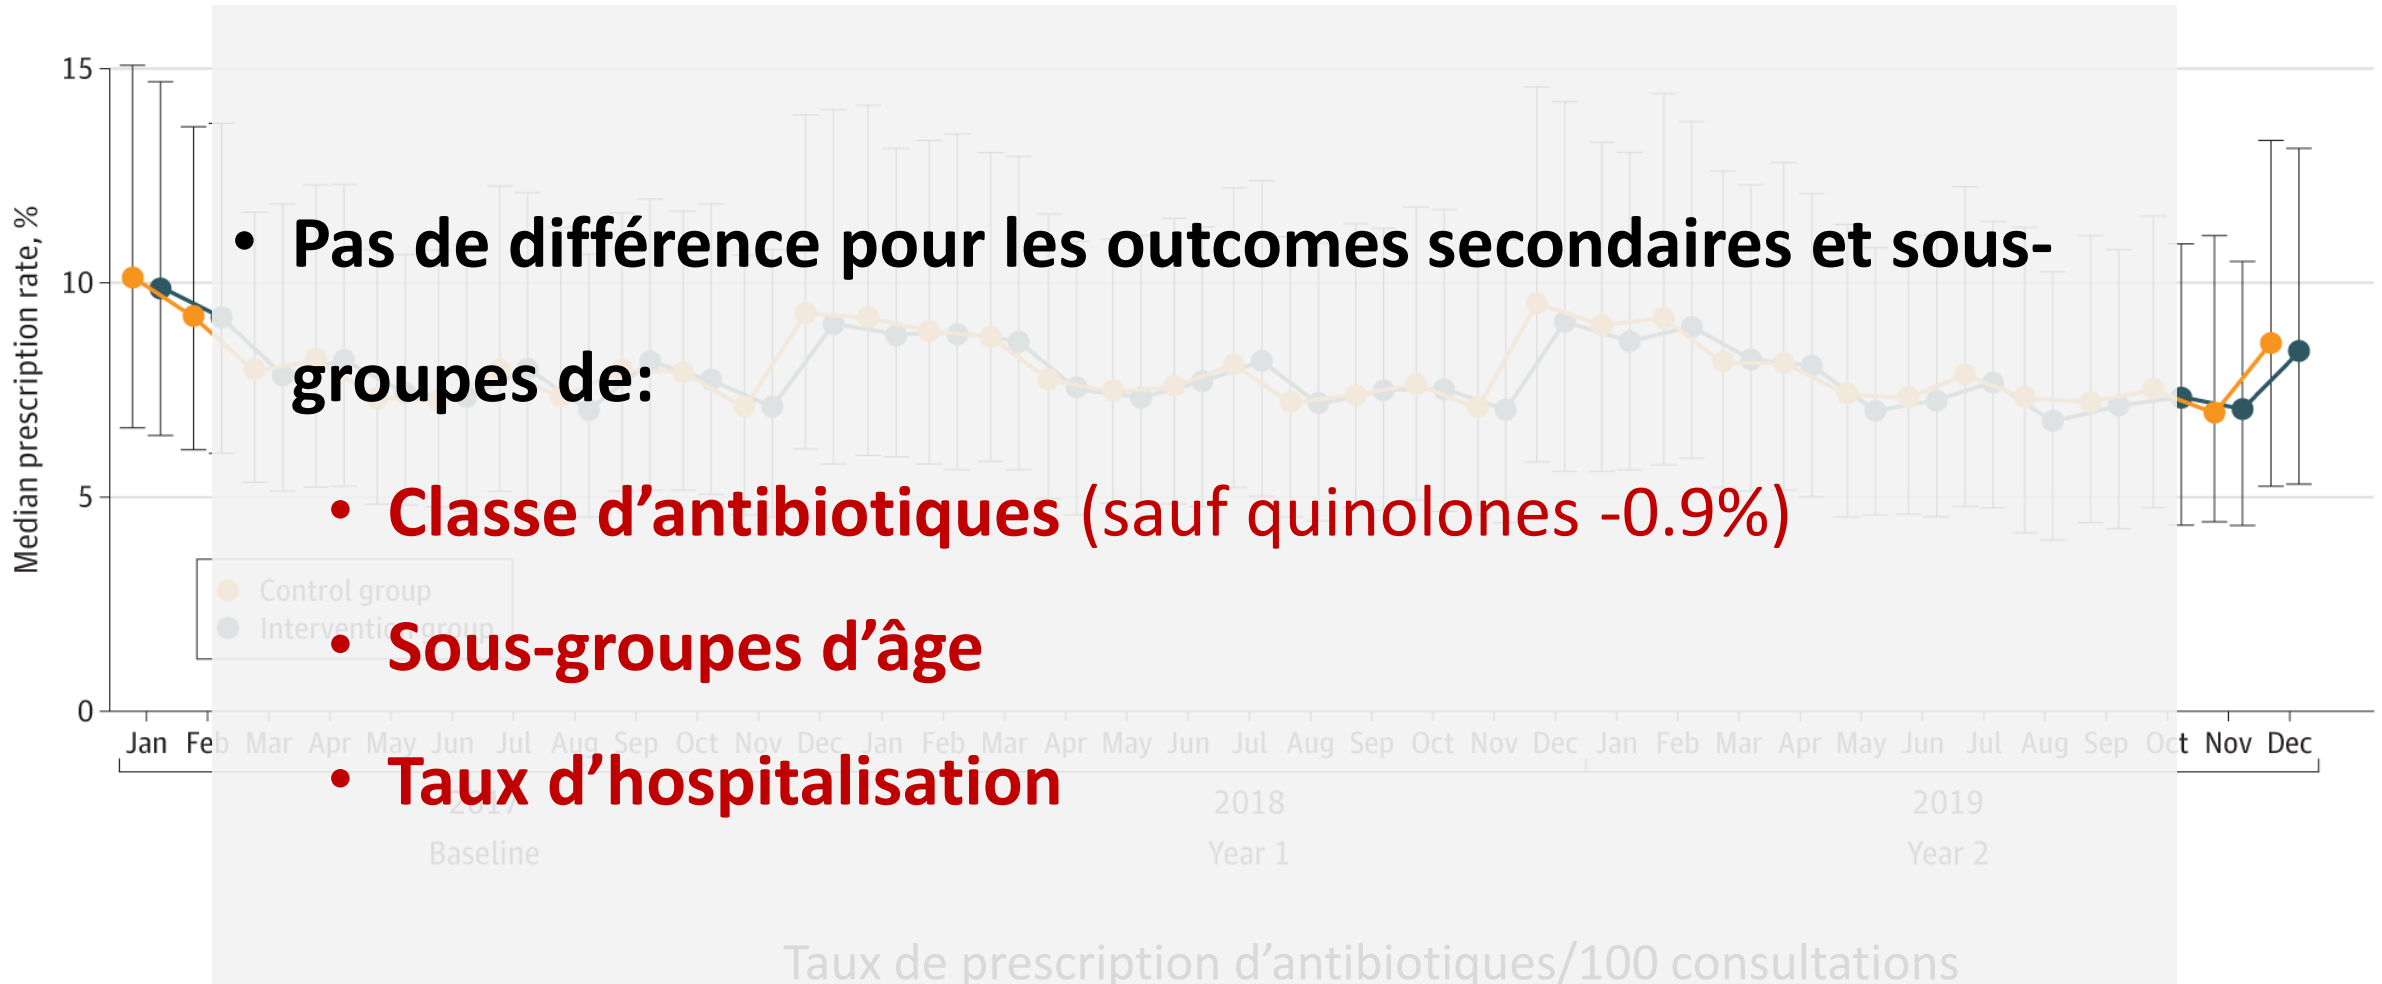 15
10
5
0
Median prescription rate, %
• Pas de différence pour les outcomes secondaires et sous-
groupes de:
• Classe d’antibiotiques (sauf quinolones -0.9%)
• Sous-groupes d’âge
• Taux d’hospitalisation
Control group
Intervention group
Jan Feb Mar Apr May Jun Jul Aug Sep Oct Nov Dec Jan Feb Mar Apr May Jun Jul Aug Sep Oct Nov Dec Jan Feb Mar Apr May Jun Jul Aug Sep Oct Nov Dec
2017 2018 2019
Baseline Year 1 Year 2
Taux de prescription d’antibiotiques/100 consultations